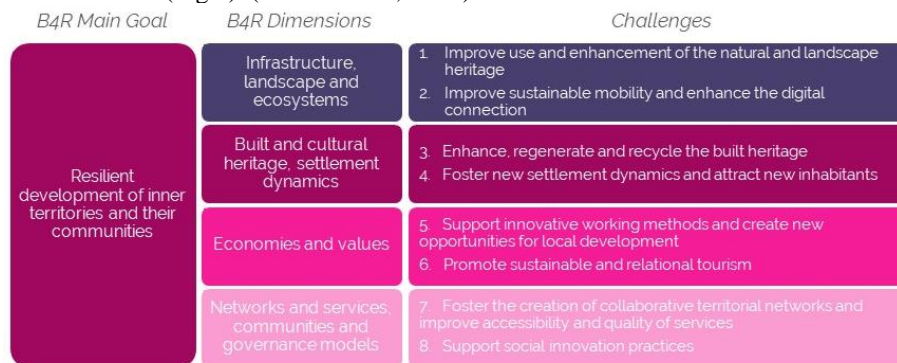 B4R Main Goal
B4R Dimensions
Challenges
Resilient
development of inner
territories and their
communities
Infrastructure,
landscape and
ecosystems
1. Improve use and enhancement of the natural and landscape
heritage
2. Improve sustainable mobility and enhance the digital
connection
Built and cultural
heritage, settlement
dynamics
3. Enhance, regenerate and recycle the built heritage
4. Foster new settlement dynamics and attract new inhabitants
Economies and values
5. Support innovative working methods and create new
opportunities for local development
6. Promote sustainable and relational tourism
Networks and services,
communities and
governance models
7. Foster the creation of collaborative territorial networks and
improve accessibility and quality of services
8. Support social innovation practices